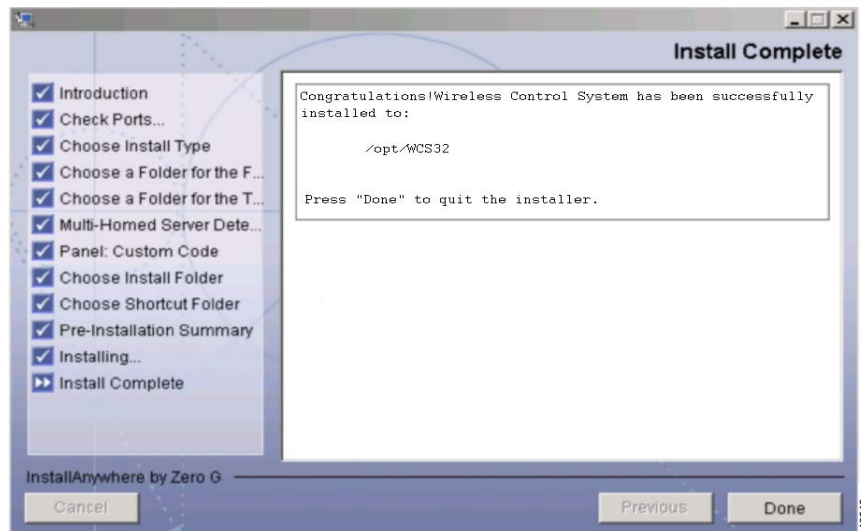 Install Complete
Introduction
Check Ports...
Choose Install Type
Choose a Folder for the F...
Choose a Folder for the T...
Multi-Homed Server Dete...
Panel: Custom Code
Choose Install Folder
Choose Shortcut Folder
Pre-Installation Summary
Installing...
Install Complete
Congratulations!Wireless Control System has been successfully
installed to:
/opt/WCS32
Press "Done" to quit the installer.
InstallAnywhere by Zero G
Cancel
Previous
Done